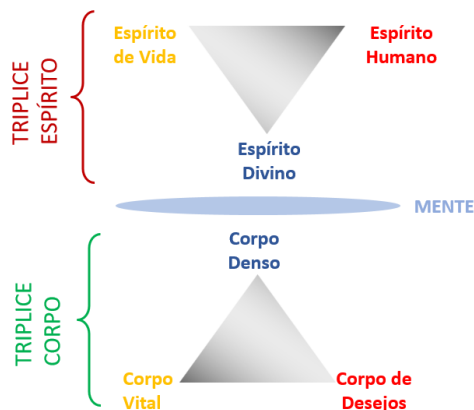 TRIPLICE
ESPÍRITO
Espírito
de Vida
Espírito
Humano
Espírito
Divino
MENTE
TRIPLICE
CORPO
Corpo
Denso
Corpo
Vital
Corpo de
Desejos